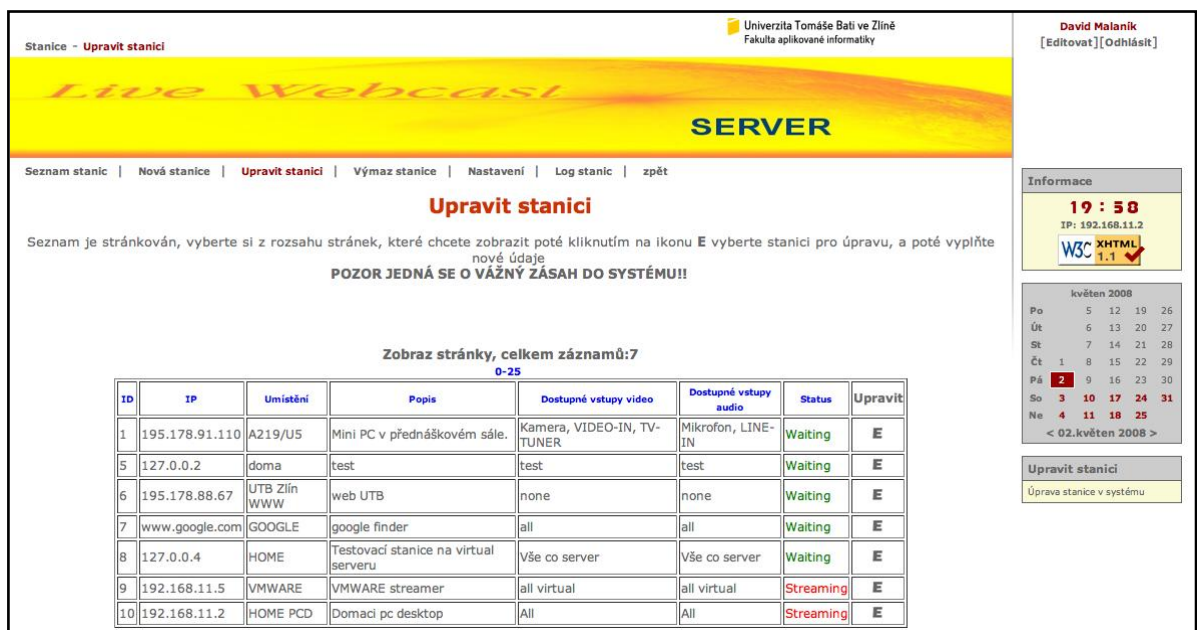 Stanice - Upravit stanici
Univerzita Tomáše Bati ve Zlíně
Fakulta aplikované informatiky
Live Webcast
SERVER
Seznam stanic | Nová stanice | Upravit stanici | Výmaz stanice | Nastavení | Log stanic | zpět
Upravit stanici
Seznam je stránkován, vyberte si z rozsahu stránek, které chcete zobrazit poté kliknutím na ikonu E vyberte stanici pro úpravu, a poté vyplňte
nové údaje
POZOR JEDNÁ SE O VÁŽNÝ ZÁSAH DO SYSTÉMU!!
Zobraz stránky, celkem záznamů:7
0-25
ID IP Umístění Popis Dostupné vstupy video Dostupné vstupy audio Status Upravit
1 195.178.91.110 A219/U5 Mini PC v přednáškovém sále. Kamera, VIDEO-IN, TV-TUNER Mikrofon, LINE-IN Waiting E
5 127.0.0.2 doma test test test Waiting E
6 195.178.88.67 UTB Zlín WWW web UTB none none Waiting E
7 www.google.com GOOGLE google finder all all Waiting E
8 127.0.0.4 HOME Testovací stanice na virtual serveru Vše co server Vše co server Waiting E
9 192.168.11.5 VMWARE VMWARE streamer all virtual all virtual Streaming E
10 192.168.11.2 HOME PCD Domaci pc desktop All All Streaming E
David Malaník
[Editovat][Odhlásit]
Informace
19:58
IP: 192.168.11.2
W3C XHTML 1.1
květen 2008
Po 5 12 19 26
Út 6 13 20 27
St 7 14 21 28
Čt 1 8 15 22 29
Pá 2 9 16 23 30
So 3 10 17 24 31
Ne 4 11 18 25
< 02.květen 2008 >
Upravit stanici
Úprava stanice v systému